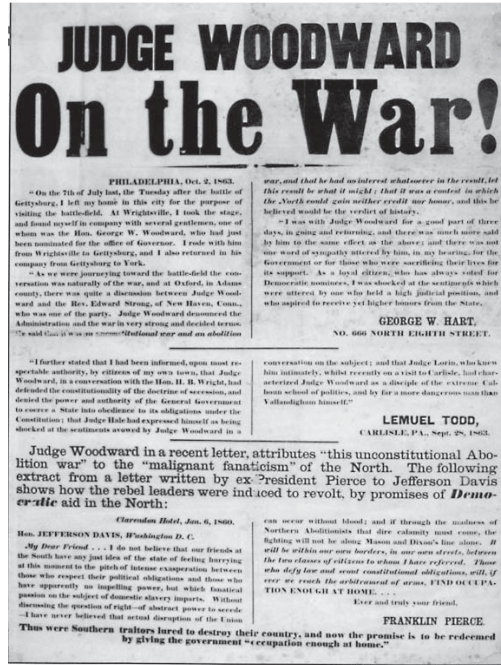 JUDGE WOODWARD
On the War!
PHILADELPHIA, Oct. 2, 1863.
"On the 7th of July last, the Tuesday after the battle of
Gettysburg, I left my home in this city for the purpose of
visiting the battle-field. At Wrightsville, I took the stage,
and found myself in company with several gentlemen, one of
whom was the Hon. George W. Woodward, who had just
been nominated for the office of Governor. I rode with him
from Wrightsville to Gettysburg, and I also returned in his
company from Gettysburg to York.
"As we were journeying toward the battle-field the con-
versation was naturally of the war, and at Oxford, in Adams
county, there was quite a discussion between Judge Wood-
ward and the Rev. Edward Strong, of New Haven, Conn.,
who was one of the party. Judge Woodward denounced the
Administration and the war in very strong and decided terms.
He said that it was an unconstitutional war and an abolition
war, and that he had no interest whatsoever in the result, let
this result be what it might; that it was a contest in which
the North could gain neither credit nor honor, and this he
believed would be the verdict of history.
"I was with Judge Woodward for a good part of three
days, in going and returning, and there was much more said
by him to the same effect as the above; and there was not
one word of sympathy uttered by him, in my hearing, for the
Government or for those who were sacrificing their lives for
its support. As a loyal citizen, who has always voted for
Democratic nominees, I was shocked at the sentiments which
were uttered by one who held a high judicial position, and
who aspired to receive yet higher honors from the State.
GEORGE W. HART,
NO. 666 NORTH EIGHTH STREET.
"I further stated that I had been informed, upon most re-
spectable authority, by citizens of my own town, that Judge
Woodward, in a conversation with the Hon. H. B. Wright, had
defended the constitutionality of the doctrine of secession, and
denied the power and authority of the General Government
to coerce a State into obedience to its obligations under the
Constitution; that Judge Hale had expressed himself as being
shocked at the sentiments avowed by Judge Woodward in a
conversation on the subject; and that Judge Lorin, who knew
him intimately, whilst recently on a visit to Carlisle, had char-
acterized Judge Woodward as a disciple of the extreme Cal-
houn school of politics, and by far a more dangerous man than
Vallandigham himself."
LEMUEL TODD,
CARLISLE, PA., Sept. 28, 1863.
Judge Woodward in a recent letter, attributes "this unconstitutional Abo-
lition war" to the "malignant fanaticism" of the North. The following
extract from a letter written by ex-President Pierce to Jefferson Davis
shows how the rebel leaders were induced to revolt, by promises of Demo-
cratic aid in the North:
Clarendon Hotel, Jan. 6, 1860.
Hon. JEFFERSON DAVIS, Washington D. C.
My Dear Friend . . . I do not believe that our friends at
the South have any just idea of the state of feeling hurrying
at this moment to the pitch of intense exasperation between
those who respect their political obligations and those who
have apparently no impelling power, but which fanatical
passion on the subject of domestic slavery imparts. Without
discussing the question of right—of abstract power to secede
—I have never believed that actual disruption of the Union
can occur without blood; and if through the madness of
Northern Abolitionists that dire calamity must come, the
fighting will not be along Mason and Dixon's line alone. It
will be within our own borders, in our own streets, between
the two classes of citizens to whom I have referred. Those
who defy law and scout constitutional obligations, will, if
ever we reach the arbitrament of arms, FIND OCCUPA-
TION ENOUGH AT HOME. . . .
Ever and truly your friend,
FRANKLIN PIERCE.
Thus were Southern traitors lured to destroy their country, and now the promise is to be redeemed
by giving the government "occupation enough at home."